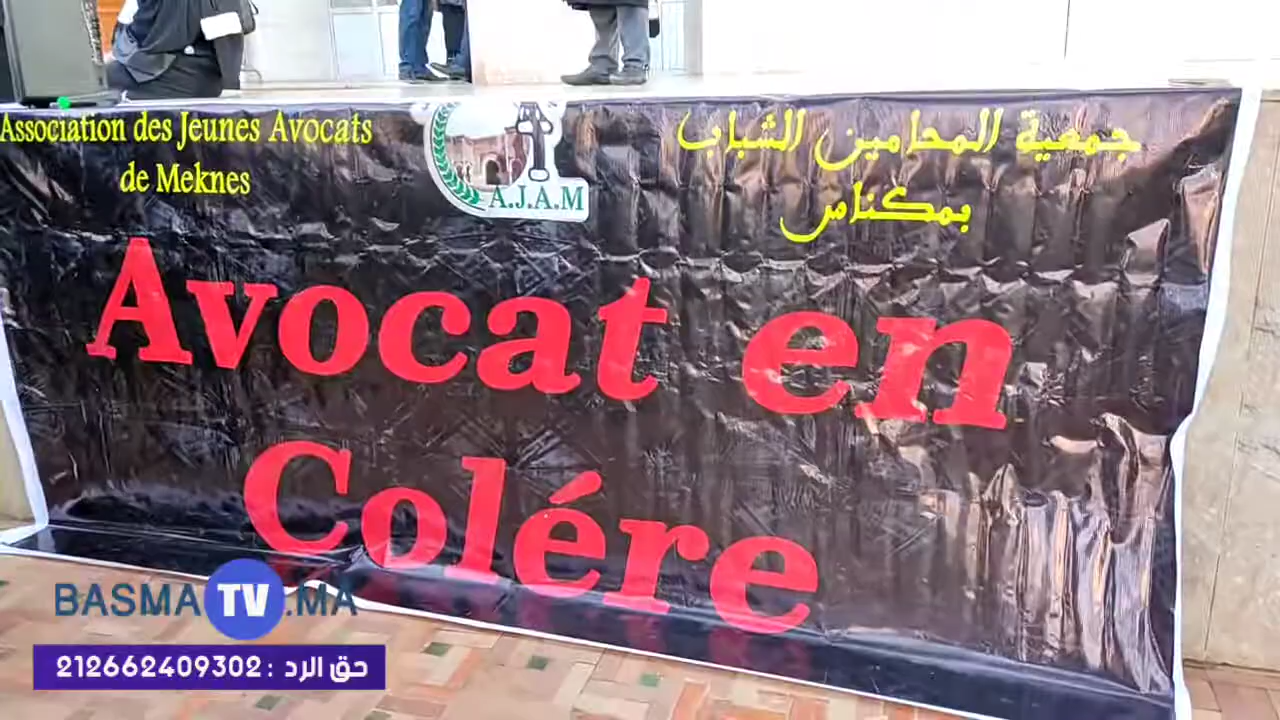 Association des Jeunes Avocats
de Meknes
A.J.A.M
جمعية المحامين الشباب
بمكناس
Avocat en
Colére
BASMA TV .MA
حق الرد : 212662409302